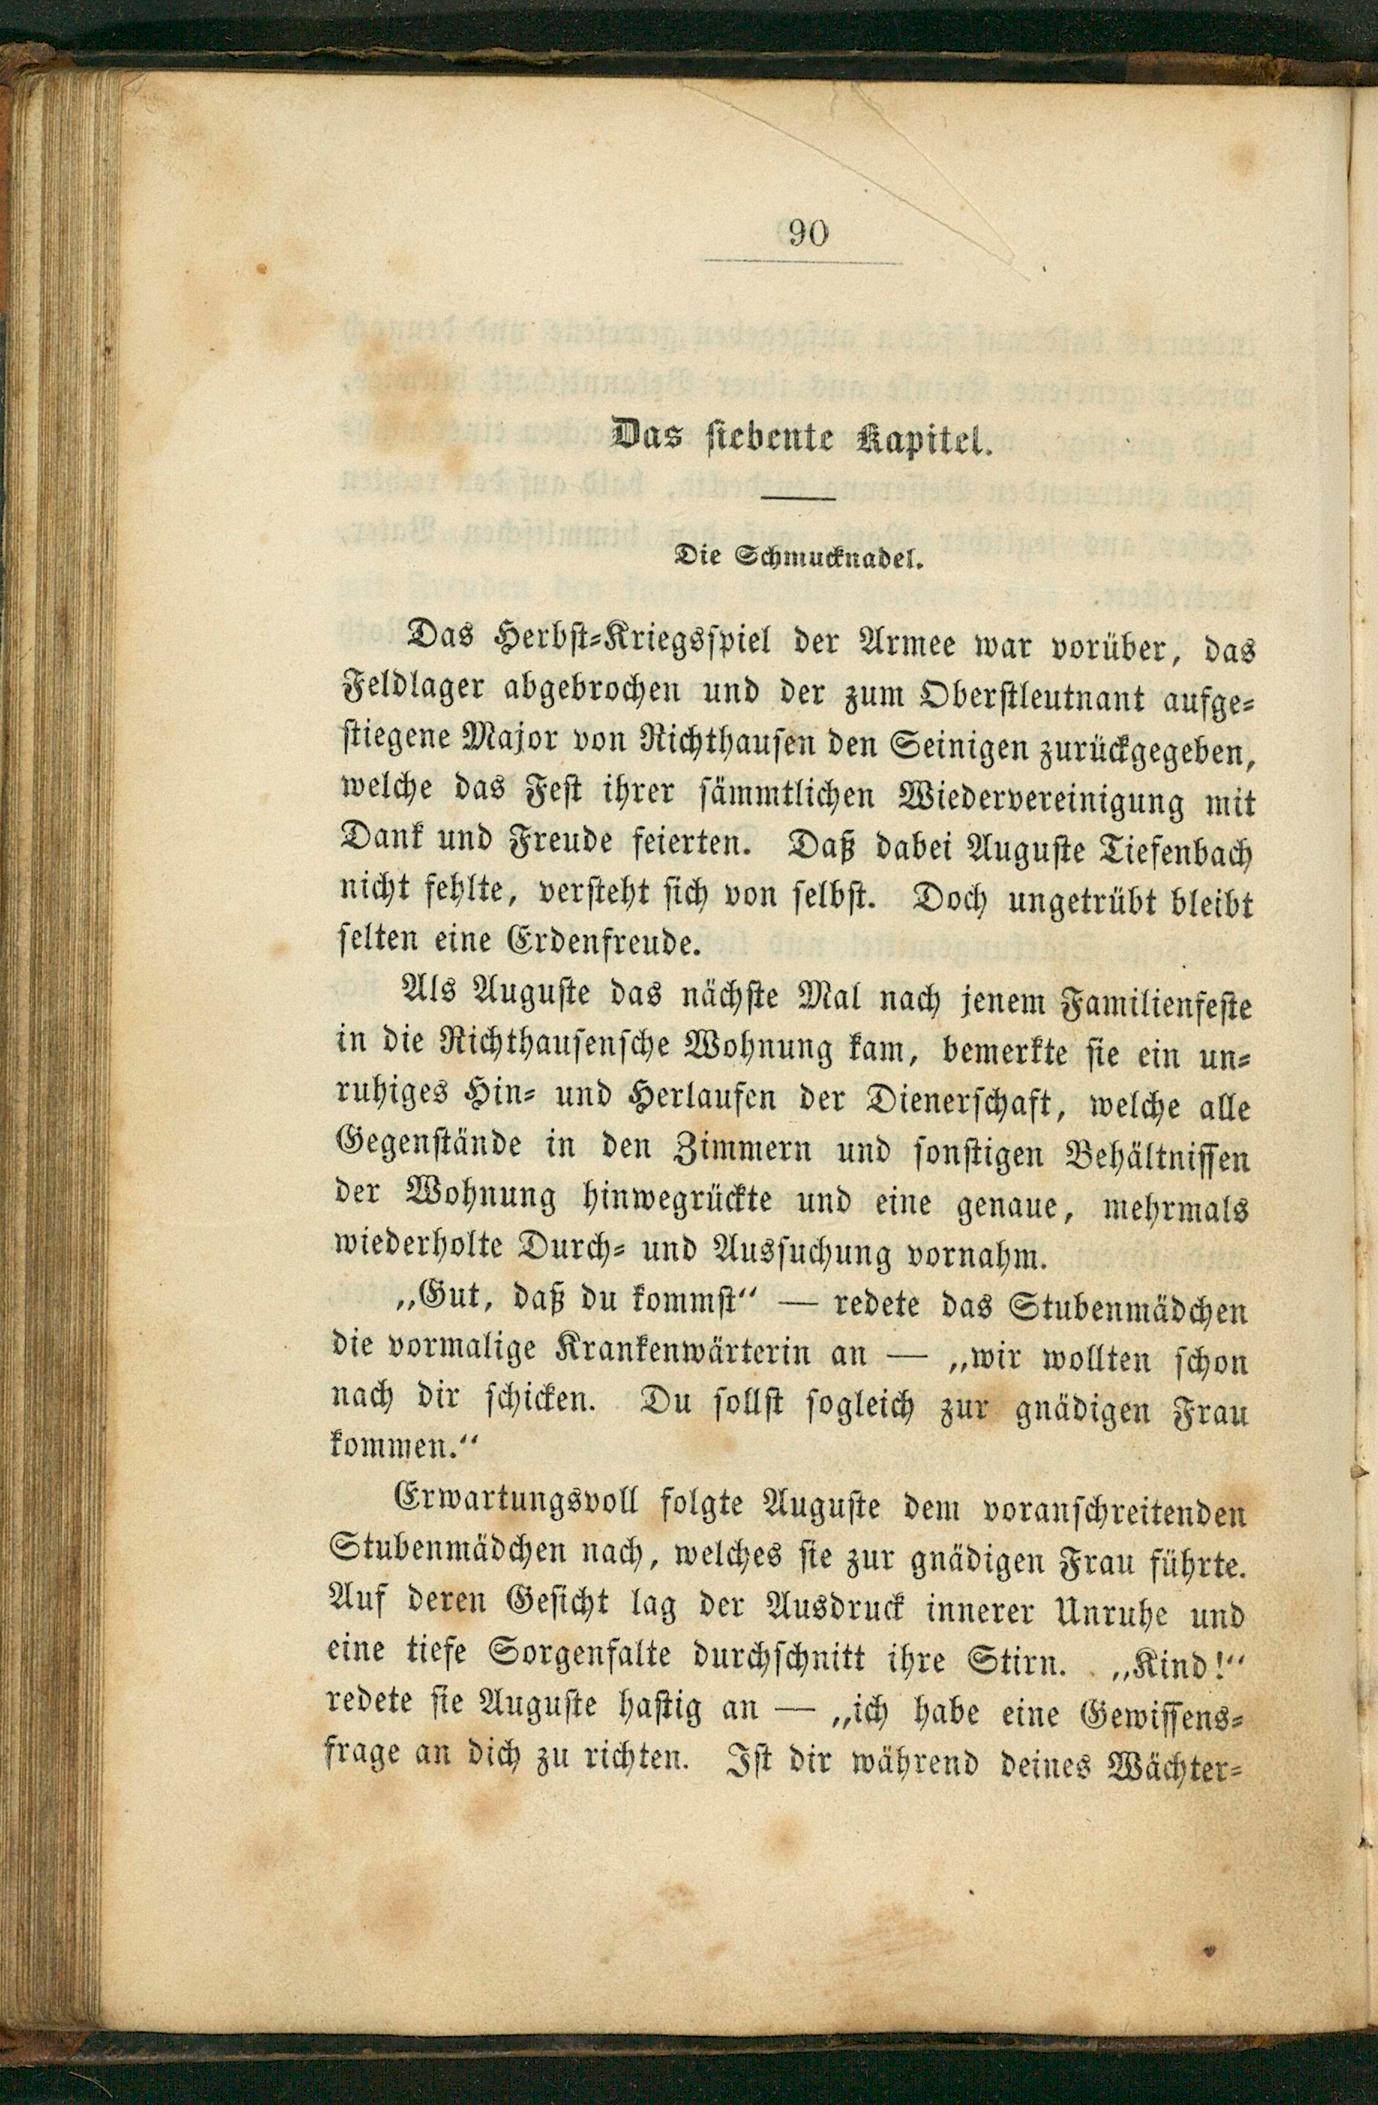 90
Das siebente Kapitel.
Die Schmucknadel.
Das Herbst-Kriegsspiel der Armee war vorüber, das
Feldlager abgebrochen und der zum Oberstleutnant aufge-
stiegene Major von Richthausen den Seinigen zurückgegeben,
welche das Fest ihrer sämmtlichen Wiedervereinigung mit
Dank und Freude feierten. Daß dabei Auguste Tiefenbach
nicht fehlte, versteht sich von selbst. Doch ungetrübt bleibt
selten eine Erdenfreude.
Als Auguste das nächste Mal nach jenem Familienfeste
in die Richthausensche Wohnung kam, bemerkte sie ein un-
ruhiges Hin- und Herlaufen der Dienerschaft, welche alle
Gegenstände in den Zimmern und sonstigen Behältnissen
der Wohnung hinwegrückte und eine genaue, mehrmals
wiederholte Durch- und Aussuchung vornahm.
„Gut, daß du kommst“ — redete das Stubenmädchen
die vormalige Krankenwärterin an — „wir wollten schon
nach dir schicken. Du sollst sogleich zur gnädigen Frau
kommen.“
Erwartungsvoll folgte Auguste dem voranschreitenden
Stubenmädchen nach, welches sie zur gnädigen Frau führte.
Auf deren Gesicht lag der Ausdruck innerer Unruhe und
eine tiefe Sorgenfalte durchschnitt ihre Stirn. „Kind!“
redete sie Auguste hastig an — „ich habe eine Gewissens-
frage an dich zu richten. Ist dir während deines Wächter-